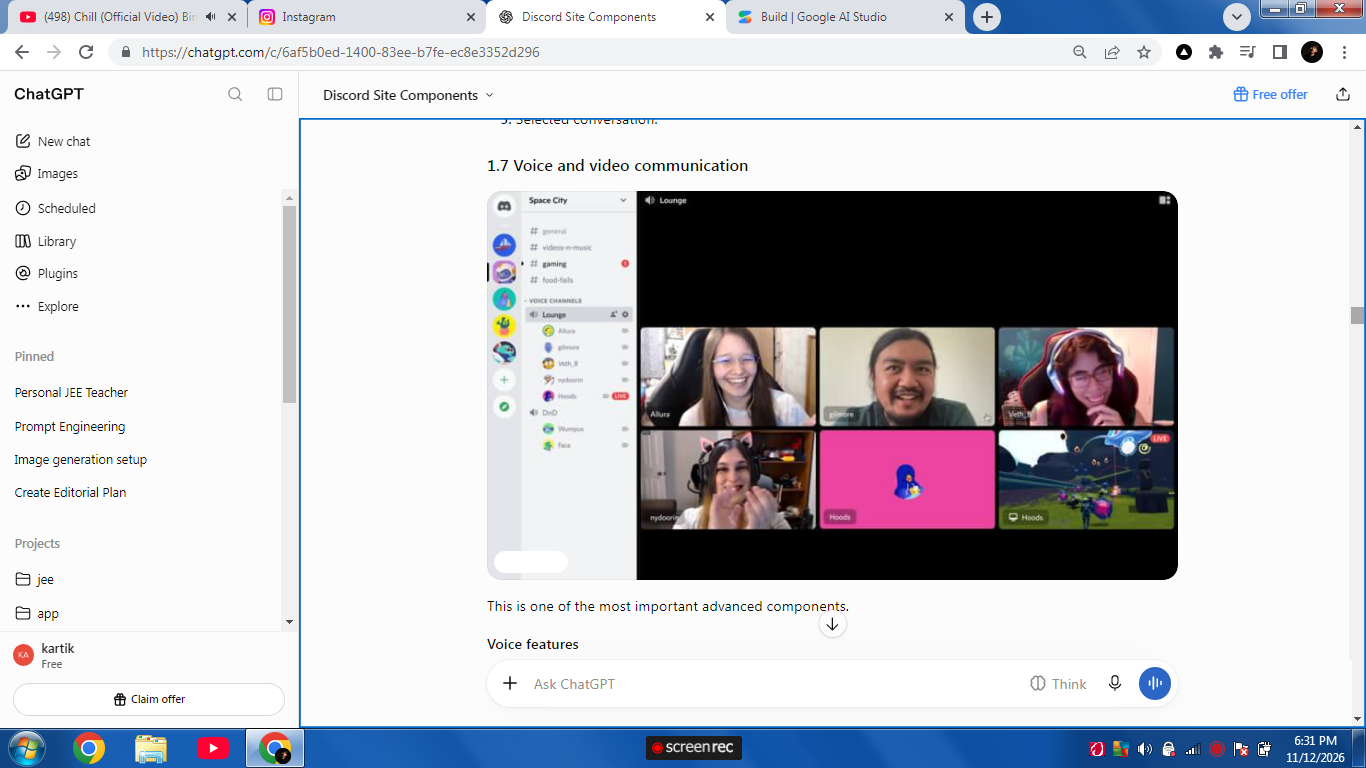 (498) Chill (Official Video) Bir
Instagram
Discord Site Components
Build | Google AI Studio
https://chatgpt.com/c/6af5b0ed-1400-83ee-b7fe-ec8e3352d296
ChatGPT
New chat
Images
Scheduled
Library
Plugins
Explore
Pinned
Personal JEE Teacher
Prompt Engineering
Image generation setup
Create Editorial Plan
Projects
jee
app
KA
kartik
Free
Claim offer
Discord Site Components
Free offer
Selected conversation.
1.7 Voice and video communication
Space City
# general
# videos-n-music
# gaming
# food-fails
VOICE CHANNELS
Lounge
Allura
gilmore
Veth_B
nydoorin
Hoods LIVE
DnD
Wumpus
Face
Lounge
Allura
gilmore
Veth_B
nydoorin
Hoods
LIVE
Hoods
This is one of the most important advanced components.
Voice features
Ask ChatGPT
Think
screenrec
6:31 PM
11/12/2026